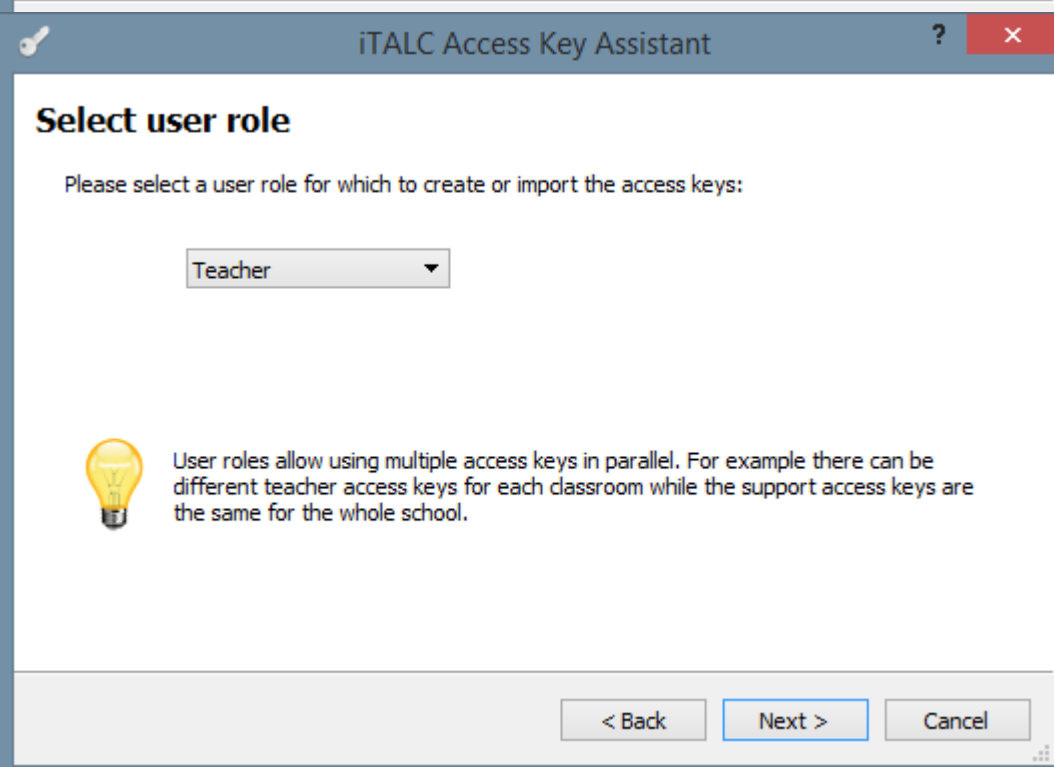 iTALC Access Key Assistant
?
×
Select user role
Please select a user role for which to create or import the access keys:
Teacher
User roles allow using multiple access keys in parallel. For example there can be
different teacher access keys for each classroom while the support access keys are
the same for the whole school.
< Back
Next >
Cancel